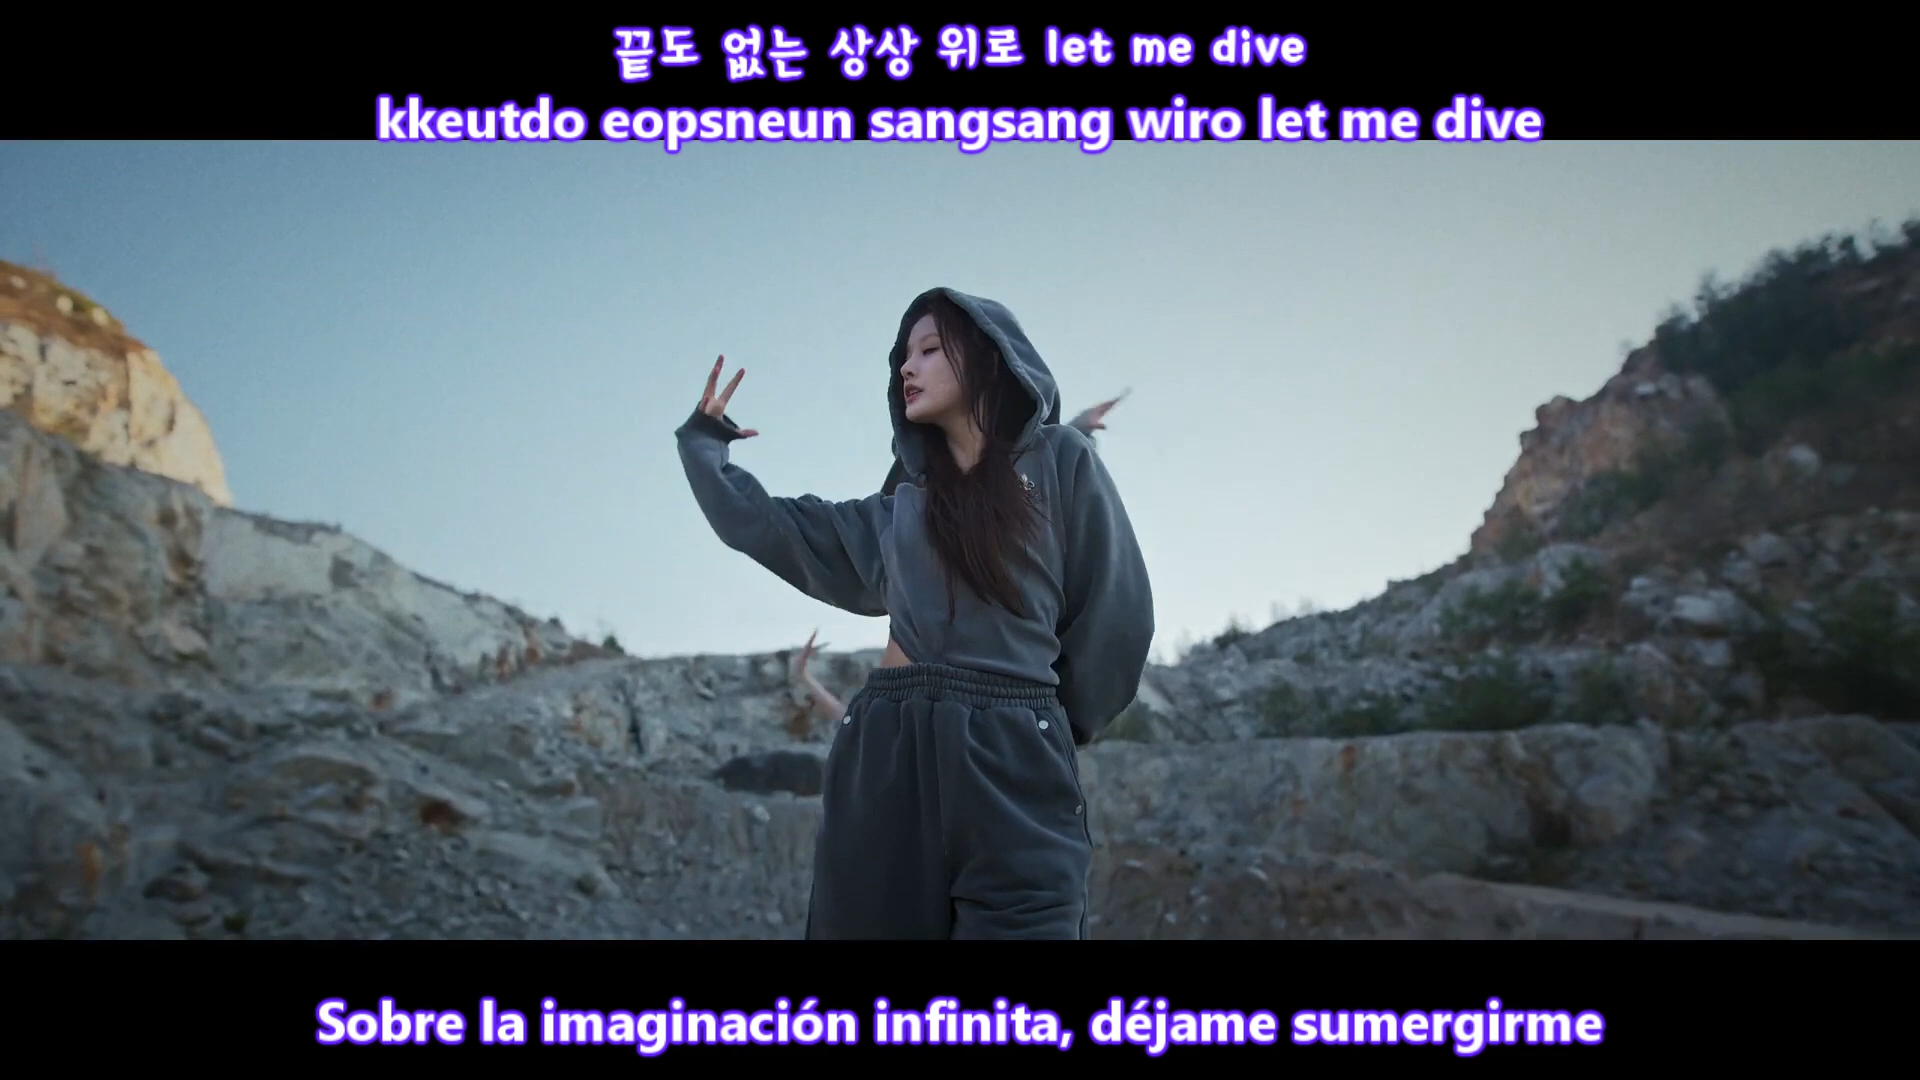 끝도 없는 상상 위로 let me dive
kkeutdo eopsneun sangsang wiro let me dive
Sobre la imaginación infinita, déjame sumergirme